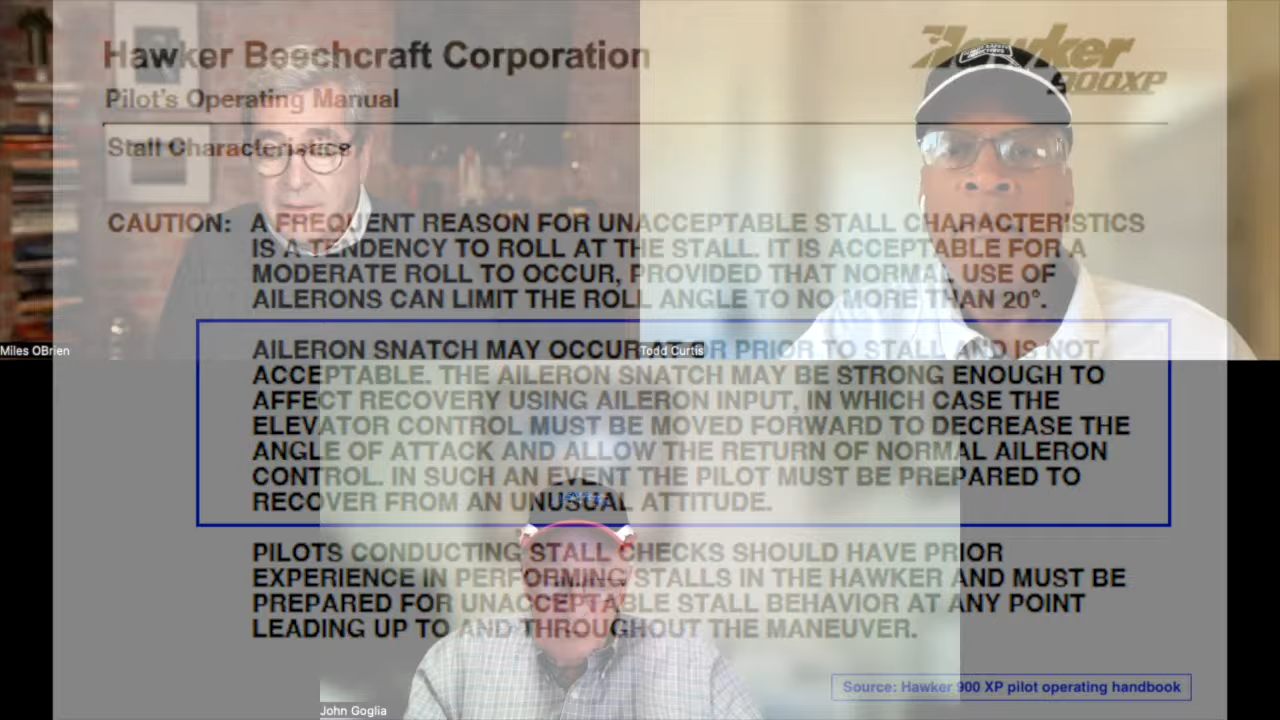 Hawker Beechcraft Corporation
Hawker
900XP
Pilot's Operating Manual
Stall Characteristics
CAUTION: A FREQUENT REASON FOR UNACCEPTABLE STALL CHARACTERISTICS
IS A TENDENCY TO ROLL AT THE STALL. IT IS ACCEPTABLE FOR A
MODERATE ROLL TO OCCUR, PROVIDED THAT NORMAL USE OF
AILERONS CAN LIMIT THE ROLL ANGLE TO NO MORE THAN 20°.
Miles OBrien
Todd Curtis
AILERON SNATCH MAY OCCUR AT OR PRIOR TO STALL AND IS NOT
ACCEPTABLE. THE AILERON SNATCH MAY BE STRONG ENOUGH TO
AFFECT RECOVERY USING AILERON INPUT, IN WHICH CASE THE
ELEVATOR CONTROL MUST BE MOVED FORWARD TO DECREASE THE
ANGLE OF ATTACK AND ALLOW THE RETURN OF NORMAL AILERON
CONTROL. IN SUCH AN EVENT THE PILOT MUST BE PREPARED TO
RECOVER FROM AN UNUSUAL ATTITUDE.
PILOTS CONDUCTING STALL CHECKS SHOULD HAVE PRIOR
EXPERIENCE IN PERFORMING STALLS IN THE HAWKER AND MUST BE
PREPARED FOR UNACCEPTABLE STALL BEHAVIOR AT ANY POINT
LEADING UP TO AND THROUGHOUT THE MANEUVER.
Source: Hawker 900 XP pilot operating handbook
John Goglia